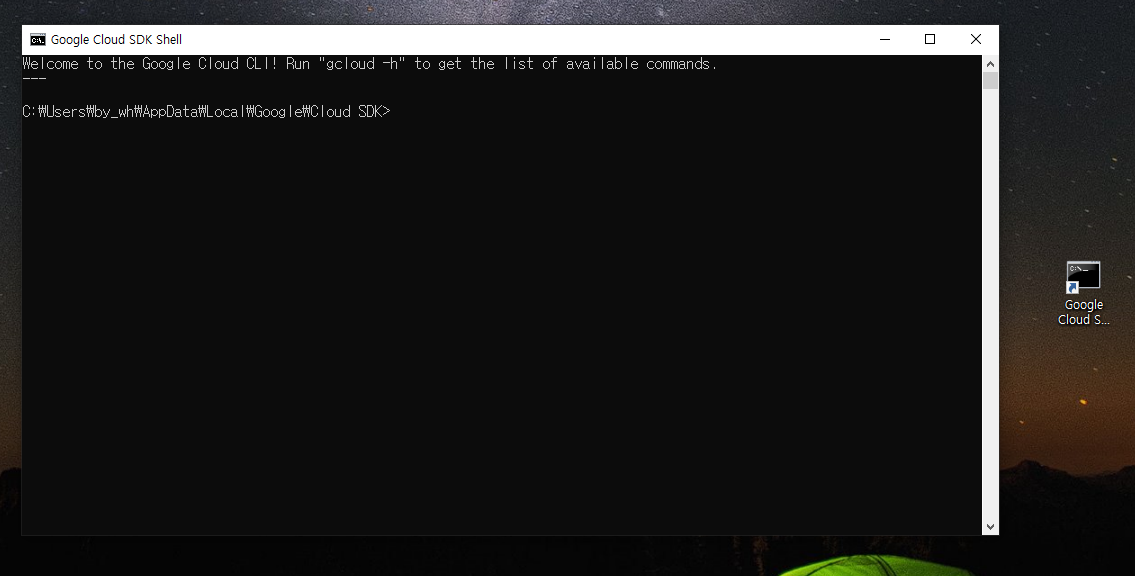 Google Cloud SDK Shell
Welcome to the Google Cloud CLI! Run "gcloud -h" to get the list of available commands.
---
C:₩Users₩by_wh₩AppData₩Local₩Google₩Cloud SDK>
Google
Cloud S...